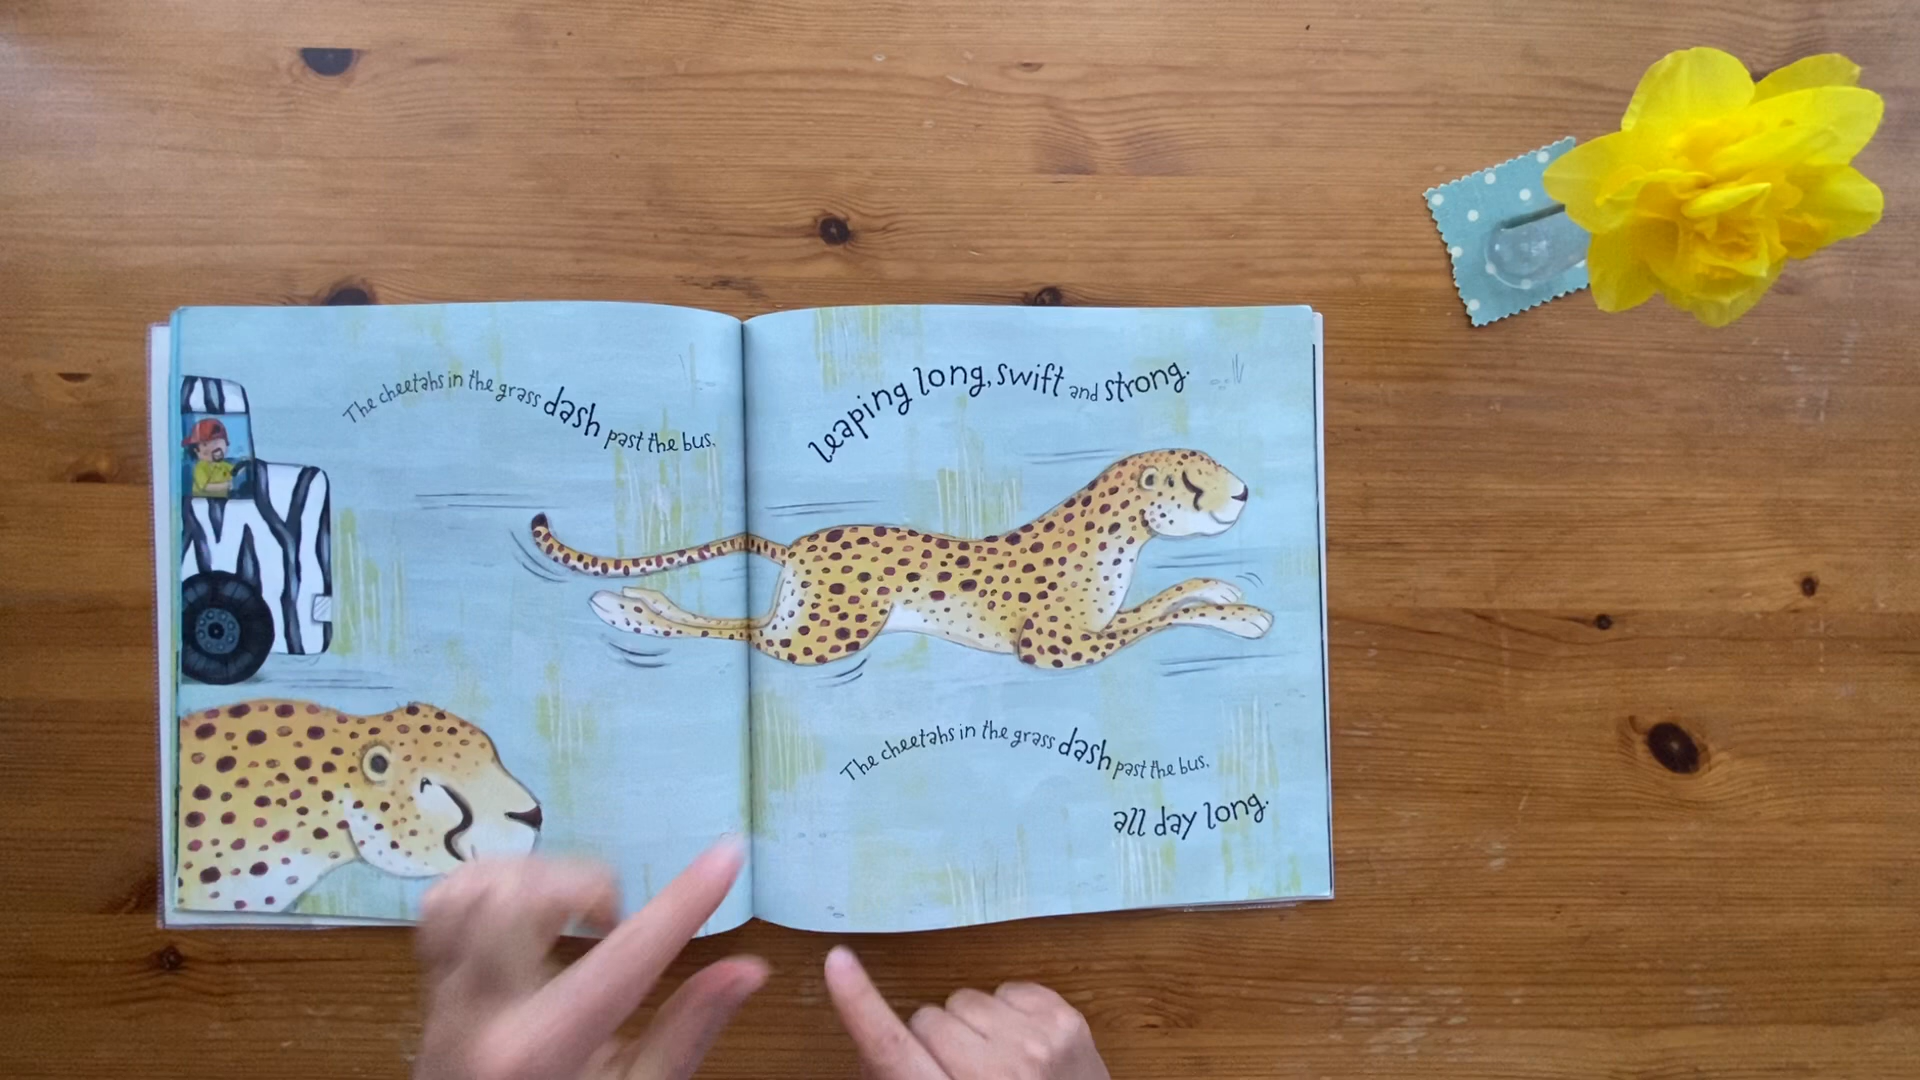 The cheetahs in the grass dash past the bus,
leaping long, swift and strong.
The cheetahs in the grass dash past the bus,
all day long.